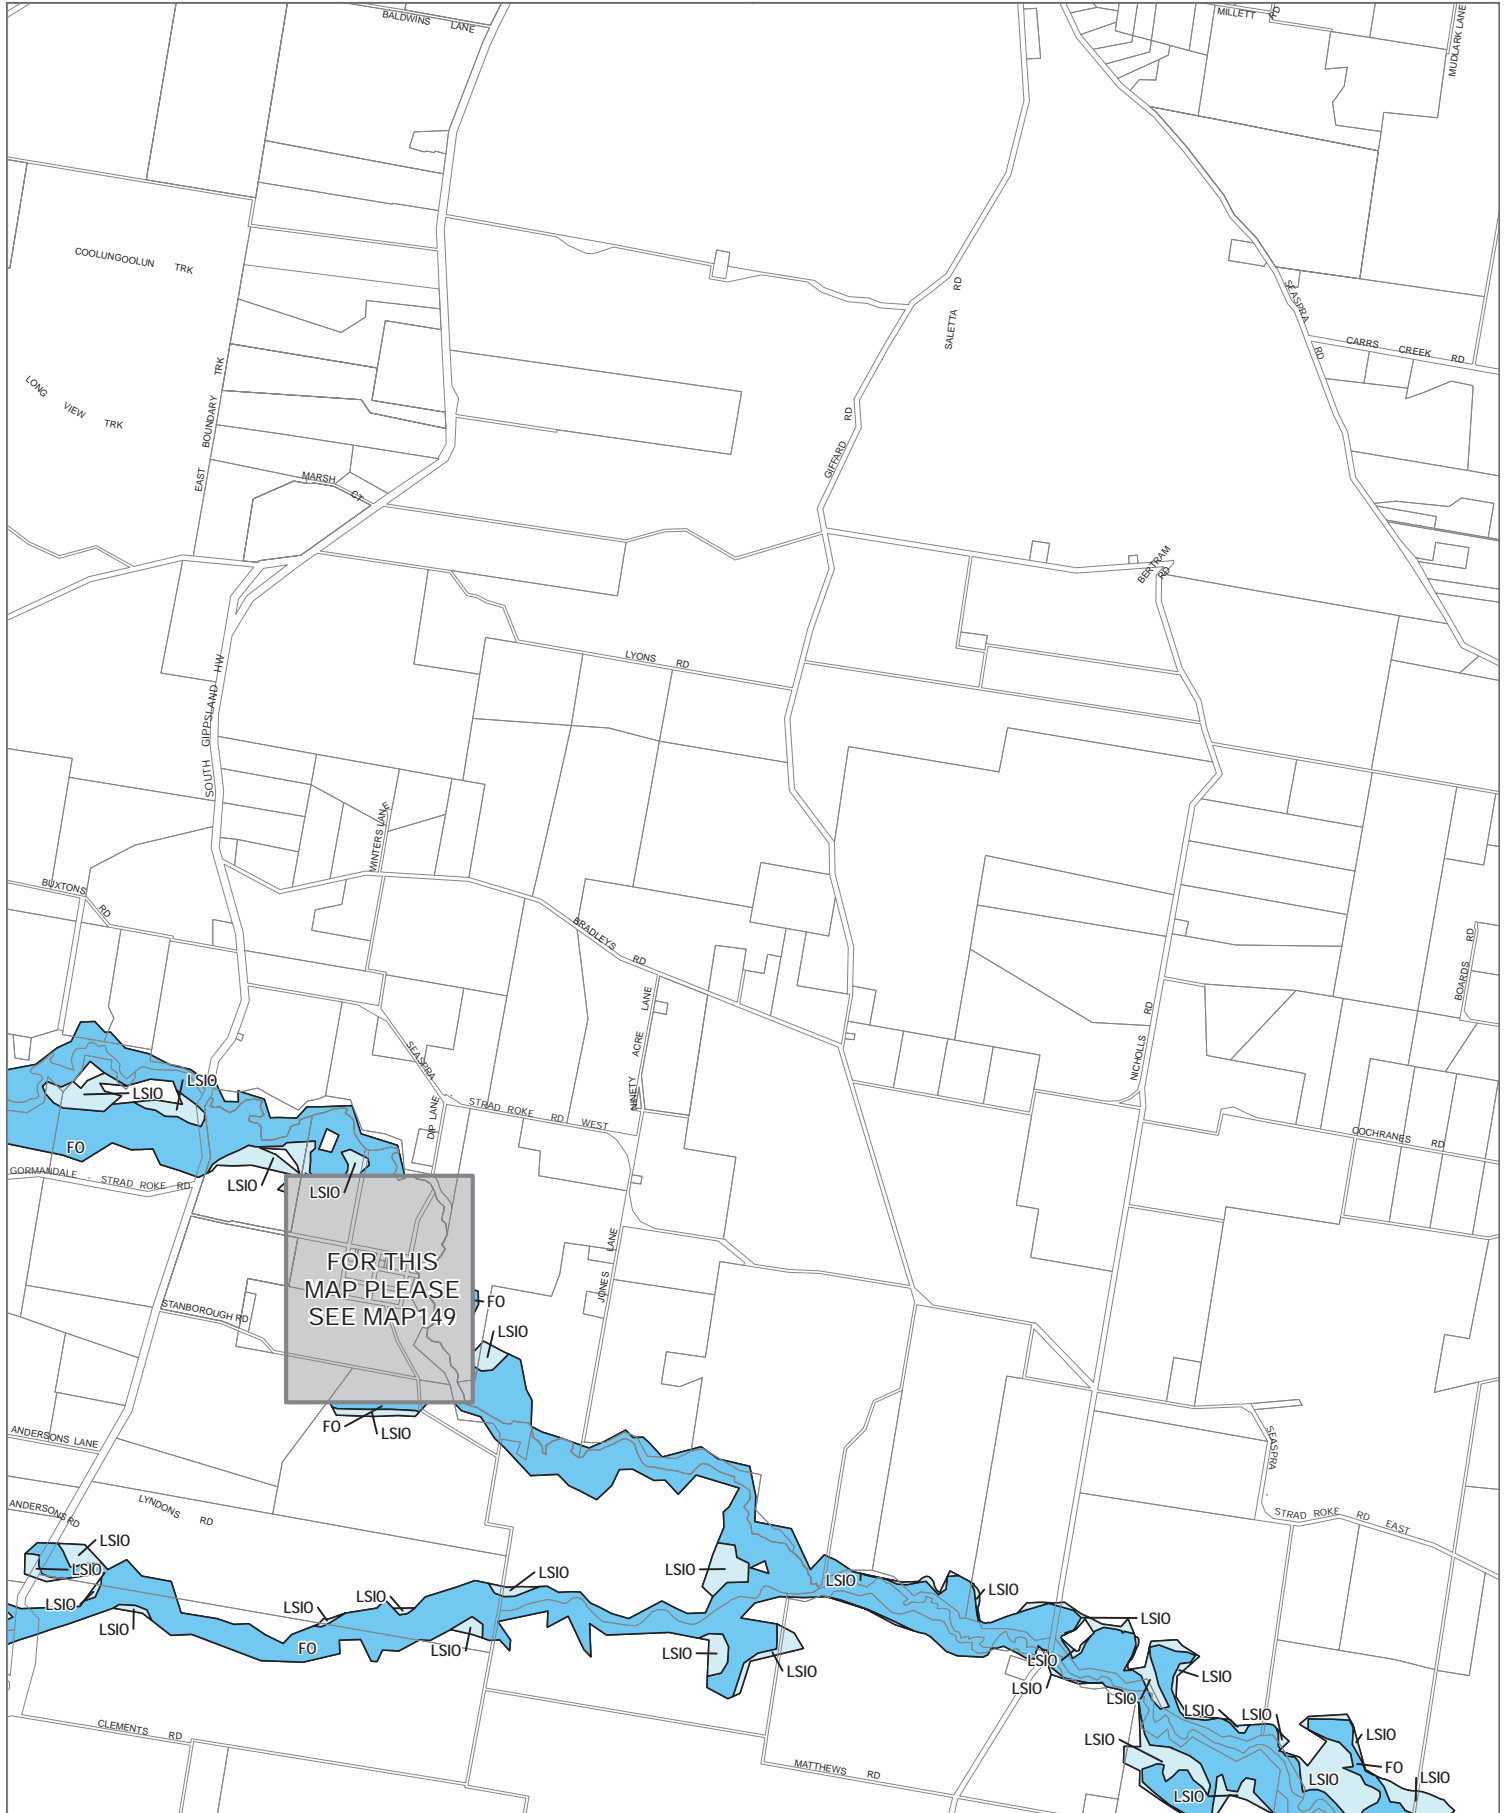 BALDWINS LANE
MILLETT RD
MUDLARK LANE
COOLUNGOOLUN TRK
SALETTA RD
SEASPRA RD
CARRS CREEK RD
LONG VIEW TRK
EAST BOUNDARY TRK
GIFFARD RD
MARSH CT
BERTRAM RD
LYONS RD
SOUTH GIPPSLAND HW
WINTERS LANE
BUXTONS RD
BRADLEYS RD
BOARDS RD
NINETY ACRE LANE
NICHOLLS RD
SEASPRA - STRAD ROKE RD WEST
DIP LANE
COCHRANES RD
LSIO
LSIO
FO
GORMANDALE - STRAD ROKE RD
LSIO
LSIO
FOR THIS
MAP PLEASE
SEE MAP149
JONES LANE
STANBOROUGH RD
FO
LSIO
FO
LSIO
ANDERSONS LANE
SEASPRA - STRAD ROKE RD EAST
ANDERSONS RD
LYNDONS RD
LSIO
LSIO
LSIO
LSIO
LSIO
LSIO
LSIO
FO
LSIO
LSIO
LSIO
LSIO
LSIO
LSIO
LSIO
LSIO
LSIO
LSIO
LSIO
LSIO
LSIO
CLEMENTS RD
LSIO
LSIO
FO
MATTHEWS RD
LSIO
LSIO
LSIO